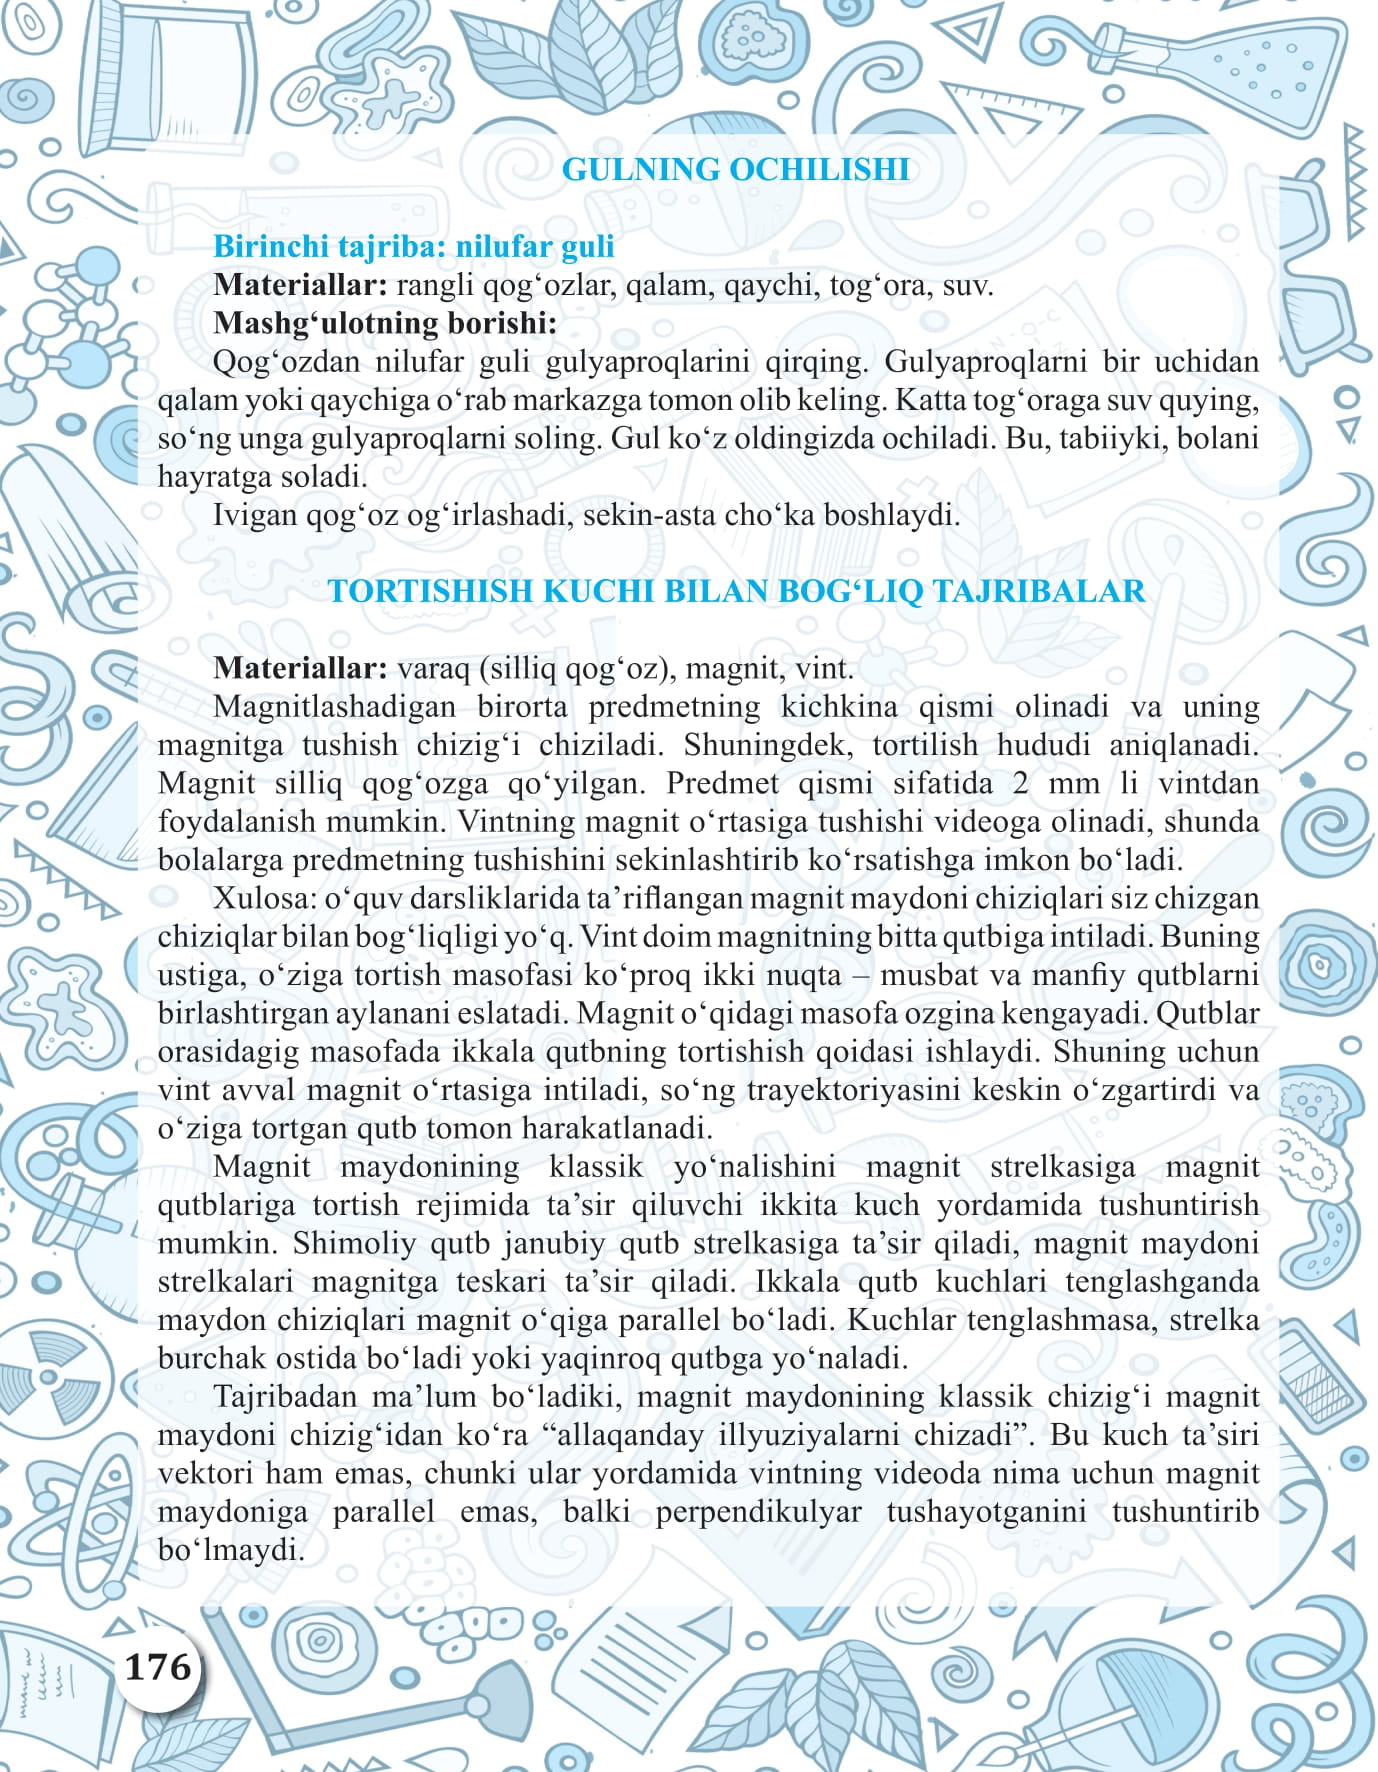 GULNING OCHILISHI
Birinchi tajriba: nilufar guli
Materiallar: rangli qog‘ozlar, qalam, qaychi, tog‘ora, suv.
Mashg‘ulotning borishi:
Qog‘ozdan nilufar guli gulyaproqlarini qirqing. Gulyaproqlarni bir uchidan
qalam yoki qaychiga o‘rab markazga tomon olib keling. Katta tog‘oraga suv quying,
so‘ng unga gulyaproqlarni soling. Gul ko‘z oldingizda ochiladi. Bu, tabiiyki, bolani
hayratga soladi.
Ivigan qog‘oz og‘irlashadi, sekin-asta cho‘ka boshlaydi.
TORTISHISH KUCHI BILAN BOG‘LIQ TAJRIBALAR
Materiallar: varaq (silliq qog‘oz), magnit, vint.
Magnitlashadigan birorta predmetning kichkina qismi olinadi va uning
magnitga tushish chizig‘i chiziladi. Shuningdek, tortilish hududi aniqlanadi.
Magnit silliq qog‘ozga qo‘yilgan. Predmet qismi sifatida 2 mm li vintdan
foydalanish mumkin. Vintning magnit o‘rtasiga tushishi videoga olinadi, shunda
bolalarga predmetning tushishini sekinlashtirib ko‘rsatishga imkon bo‘ladi.
Xulosa: o‘quv darsliklarida ta’riflangan magnit maydoni chiziqlari siz chizgan
chiziqlar bilan bog‘liqligi yo‘q. Vint doim magnitning bitta qutbiga intiladi. Buning
ustiga, o‘ziga tortish masofasi ko‘proq ikki nuqta – musbat va manfiy qutblarni
birlashtirgan aylanani eslatadi. Magnit o‘qidagi masofa ozgina kengayadi. Qutblar
orasidagig masofada ikkala qutbning tortishish qoidasi ishlaydi. Shuning uchun
vint avval magnit o‘rtasiga intiladi, so‘ng trayektoriyasini keskin o‘zgartirdi va
o‘ziga tortgan qutb tomon harakatlanadi.
Magnit maydonining klassik yo‘nalishini magnit strelkasiga magnit
qutblariga tortish rejimida ta’sir qiluvchi ikkita kuch yordamida tushuntirish
mumkin. Shimoliy qutb janubiy qutb strelkasiga ta’sir qiladi, magnit maydoni
strelkalari magnitga teskari ta’sir qiladi. Ikkala qutb kuchlari tenglashganda
maydon chiziqlari magnit o‘qiga parallel bo‘ladi. Kuchlar tenglashmasa, strelka
burchak ostida bo‘ladi yoki yaqinroq qutbga yo‘naladi.
Tajribadan ma’lum bo‘ladiki, magnit maydonining klassik chizig‘i magnit
maydoni chizig‘idan ko‘ra “allaqanday illyuziyalarni chizadi”. Bu kuch ta’siri
vektori ham emas, chunki ular yordamida vintning videoda nima uchun magnit
maydoniga parallel emas, balki perpendikulyar tushayotganini tushuntirib
bo‘lmaydi.
176